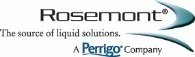 Rosemont®
The source of liquid solutions.
A Perrigo® Company